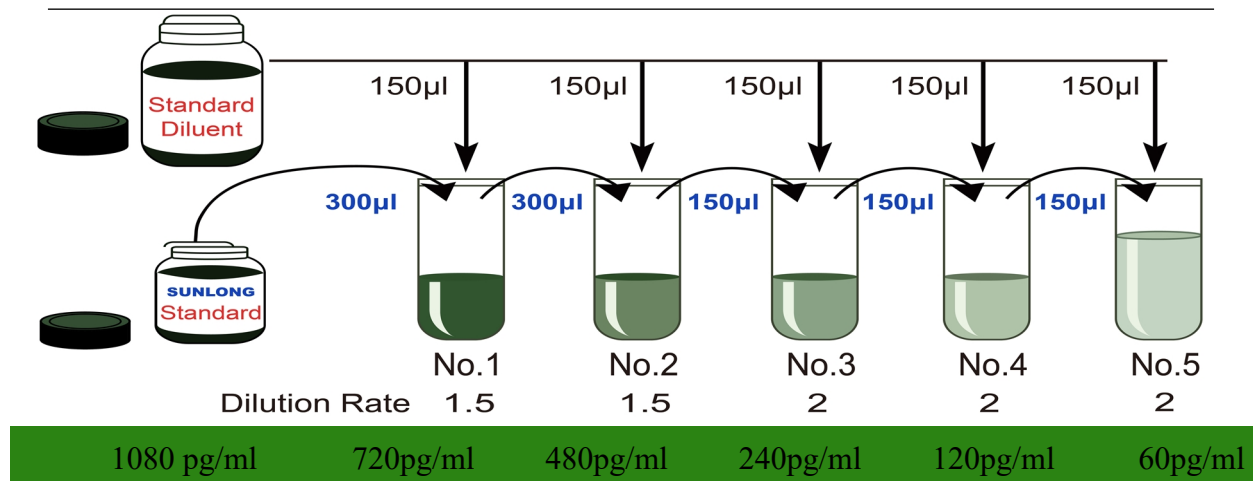 150µl 150µl 150µl 150µl 150µl
Standard
Diluent
300µl 300µl 150µl 150µl 150µl
SUNLONG
Standard
No.1 No.2 No.3 No.4 No.5
Dilution Rate 1.5 1.5 2 2 2
1080 pg/ml 720pg/ml 480pg/ml 240pg/ml 120pg/ml 60pg/ml